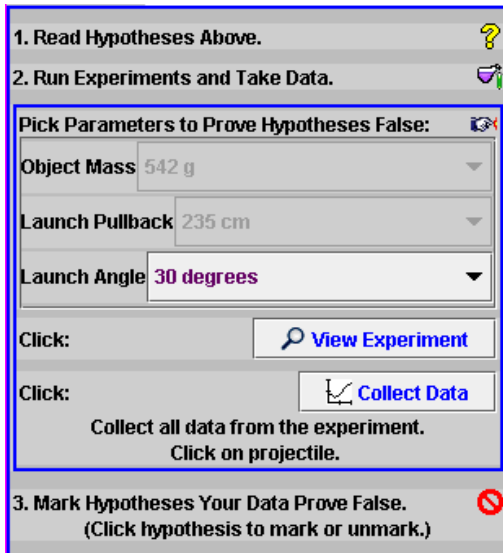 1. Read Hypotheses Above.
2. Run Experiments and Take Data.
Pick Parameters to Prove Hypotheses False:
Object Mass 542 g
Launch Pullback 235 cm
Launch Angle 30 degrees
Click: View Experiment
Click: Collect Data
Collect all data from the experiment.
Click on projectile.
3. Mark Hypotheses Your Data Prove False.
(Click hypothesis to mark or unmark.)